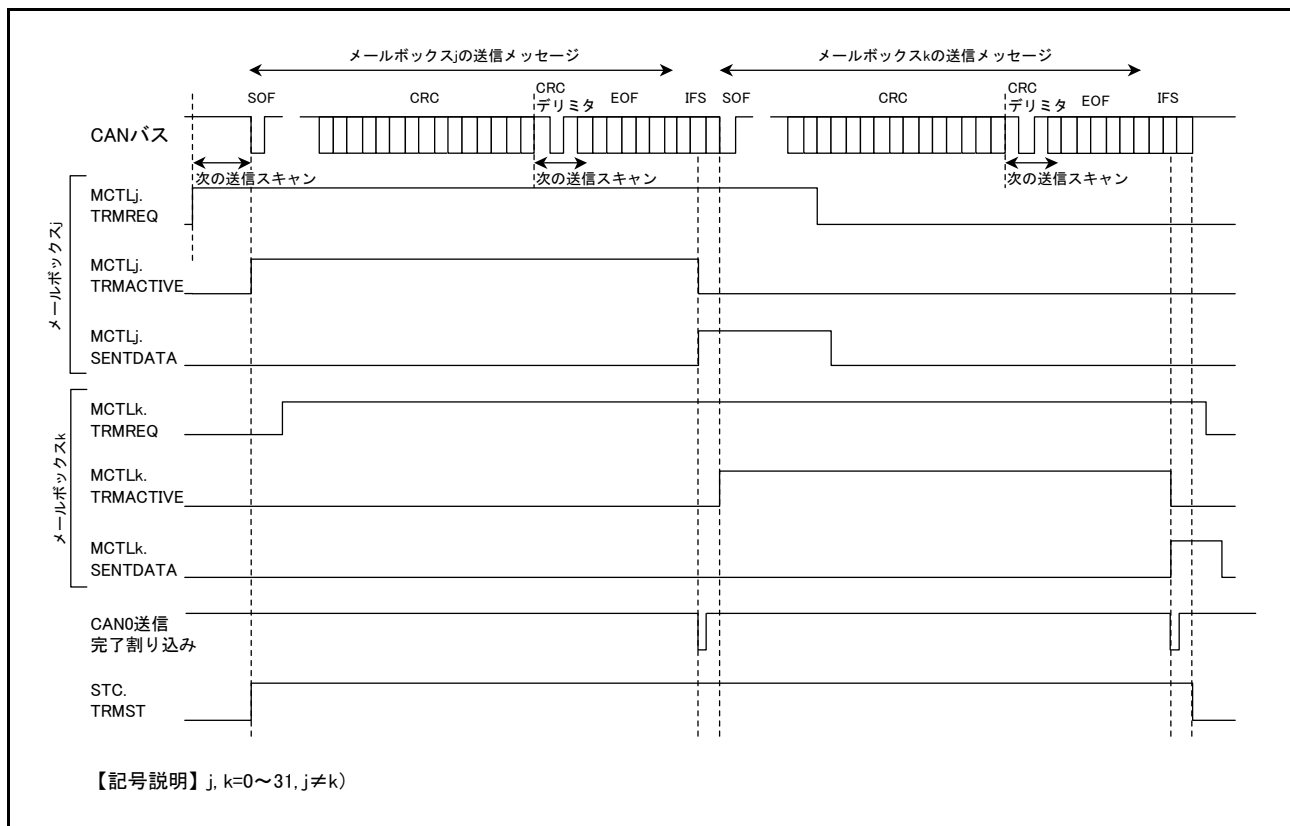 メールボックスjの送信メッセージ
メールボックスkの送信メッセージ
SOF
CRC
CRC
デリミタ
EOF
IFS
SOF
CRC
CRC
デリミタ
EOF
IFS
CANバス
次の送信スキャン
次の送信スキャン
次の送信スキャン
メールボックスj
MCTLj.
TRMREQ
MCTLj.
TRMACTIVE
MCTLj.
SENTDATA
メールボックスk
MCTLk.
TRMREQ
MCTLk.
TRMACTIVE
MCTLk.
SENTDATA
CAN0送信
完了割り込み
STC.
TRMST
【記号説明】j, k=0～31, j≠k)